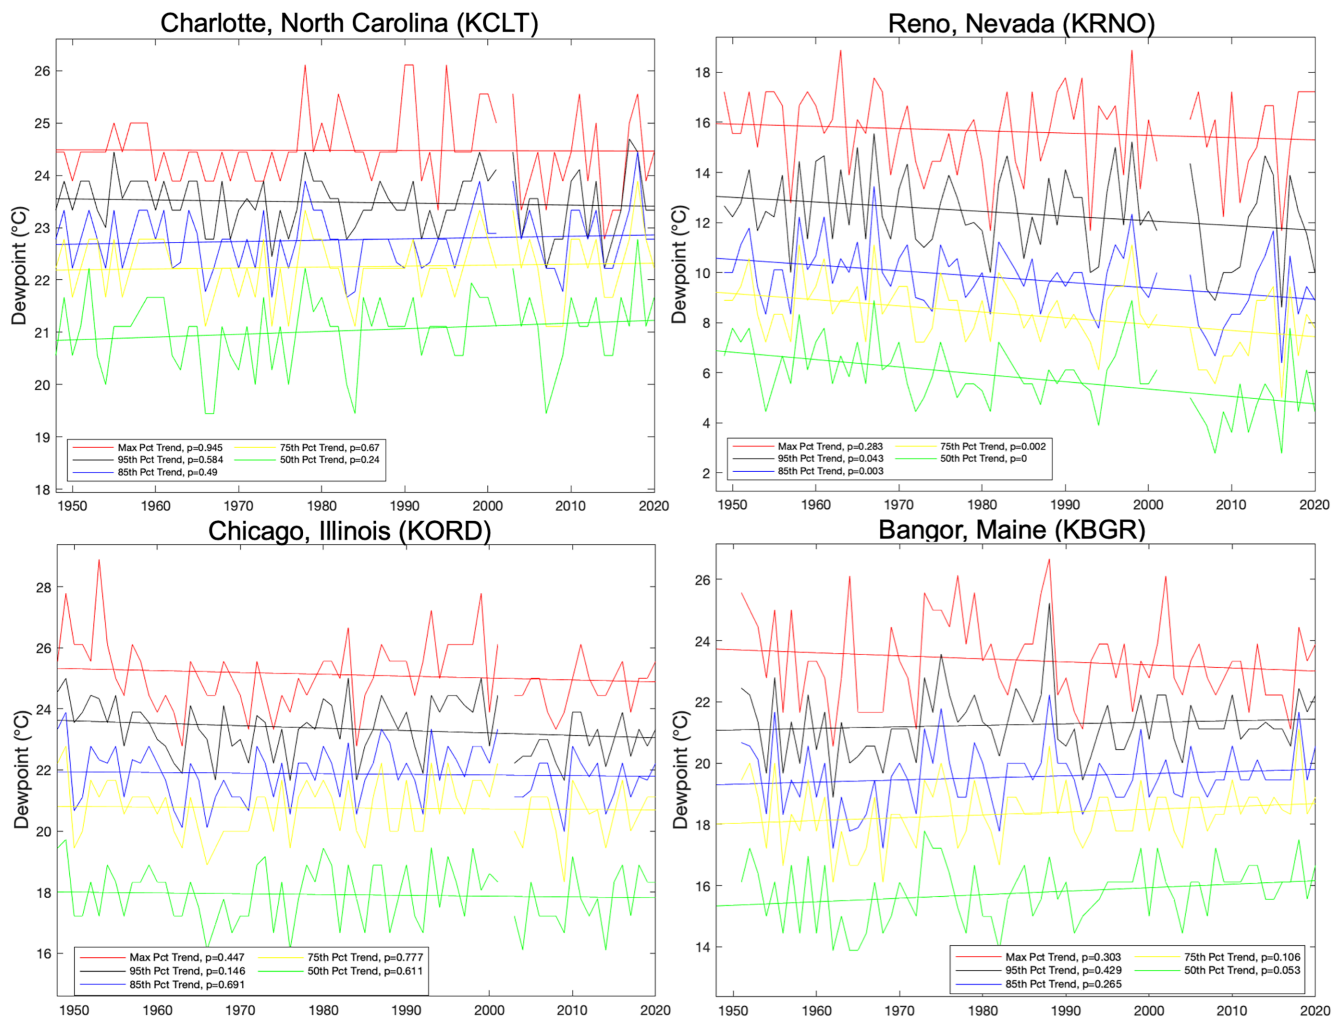 Charlotte, North Carolina (KCLT)
Dewpoint (°C)
26
25
24
23
22
21
20
19
18
Max Pct Trend, p=0.945
75th Pct Trend, p=0.67
95th Pct Trend, p=0.584
50th Pct Trend, p=0.24
85th Pct Trend, p=0.49
1950 1960 1970 1980 1990 2000 2010 2020
Reno, Nevada (KRNO)
Dewpoint (°C)
18
16
14
12
10
8
6
4
2
Max Pct Trend, p=0.283
75th Pct Trend, p=0.002
95th Pct Trend, p=0.043
50th Pct Trend, p=0
85th Pct Trend, p=0.003
1950 1960 1970 1980 1990 2000 2010 2020
Chicago, Illinois (KORD)
Dewpoint (°C)
28
26
24
22
20
18
16
Max Pct Trend, p=0.447
75th Pct Trend, p=0.777
95th Pct Trend, p=0.146
50th Pct Trend, p=0.611
85th Pct Trend, p=0.691
1950 1960 1970 1980 1990 2000 2010 2020
Bangor, Maine (KBGR)
Dewpoint (°C)
26
24
22
20
18
16
14
Max Pct Trend, p=0.303
75th Pct Trend, p=0.106
95th Pct Trend, p=0.429
50th Pct Trend, p=0.053
85th Pct Trend, p=0.265
1950 1960 1970 1980 1990 2000 2010 2020